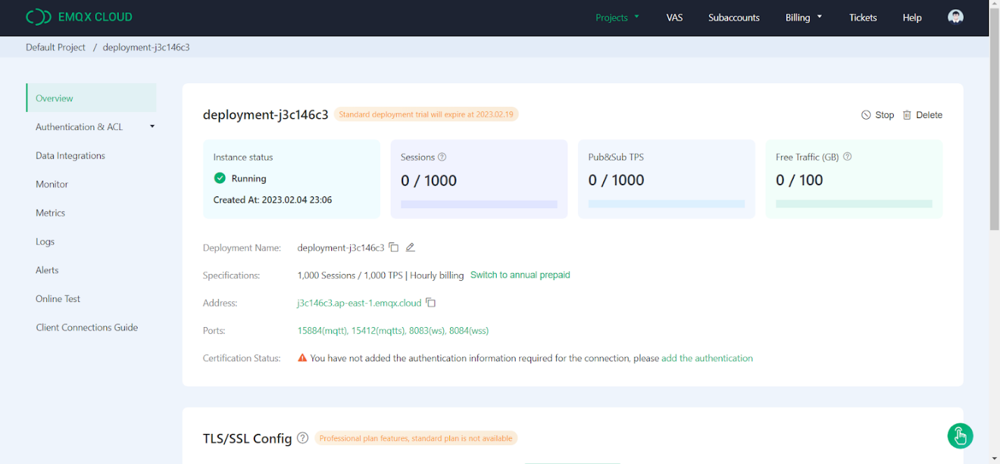 EMQX CLOUD
Projects VAS Subaccounts Billing Tickets Help
Default Project / deployment-j3c146c3
Overview
Authentication & ACL
Data Integrations
Monitor
Metrics
Logs
Alerts
Online Test
Client Connections Guide
deployment-j3c146c3 Standard deployment trial will expire at 2023.02.19 Stop Delete
Instance status
Running
Created At: 2023.02.04 23:06
Sessions
0 / 1000
Pub&Sub TPS
0 / 1000
Free Traffic (GB)
0 / 100
Deployment Name: deployment-j3c146c3
Specifications: 1,000 Sessions / 1,000 TPS | Hourly billing Switch to annual prepaid
Address: j3c146c3.ap-east-1.emqx.cloud
Ports: 15884(mqtt), 15412(mqtts), 8083(ws), 8084(wss)
Certification Status: You have not added the authentication information required for the connection, please add the authentication
TLS/SSL Config Professional plan features, standard plan is not available